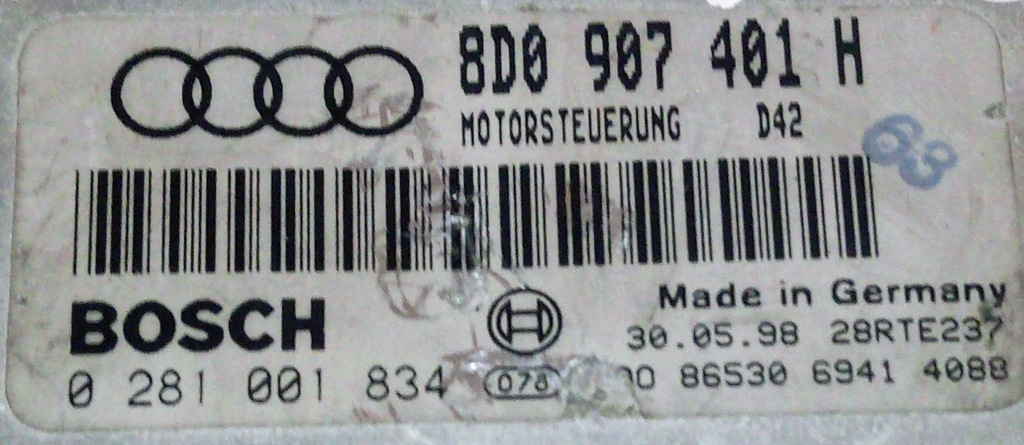 8D0 907 401 H
MOTORSTEUERUNG D42
63
BOSCH
Made in Germany
30.05.98 28RTE237
0 281 001 834 078 86530 6941 4088